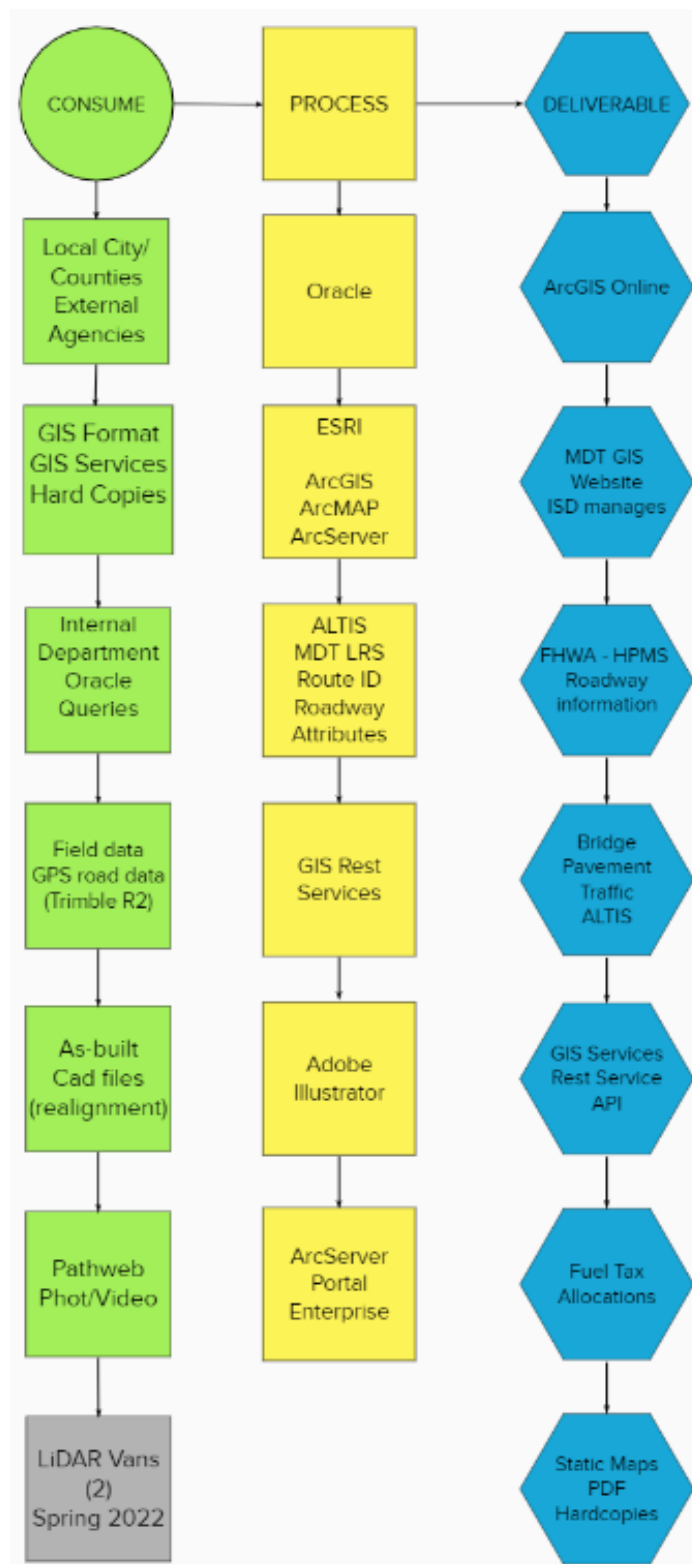 CONSUME
PROCESS
DELIVERABLE
Local City/
Counties
External
Agencies
Oracle
ArcGIS Online
GIS Format
GIS Services
Hard Copies
ESRI
ArcGIS
ArcMAP
ArcServer
MDT GIS
Website
ISD manages
Internal
Department
Oracle
Queries
ALTIS
MDT LRS
Route ID
Roadway
Attributes
FHWA - HPMS
Roadway
information
Field data
GPS road data
(Trimble R2)
GIS Rest
Services
Bridge
Pavement
Traffic
ALTIS
As-built
Cad files
(realignment)
Adobe
Illustrator
GIS Services
Rest Service
API
Pathweb
Phot/Video
ArcServer
Portal
Enterprise
Fuel Tax
Allocations
LiDAR Vans
(2)
Spring 2022
Static Maps
PDF
Hardcopies